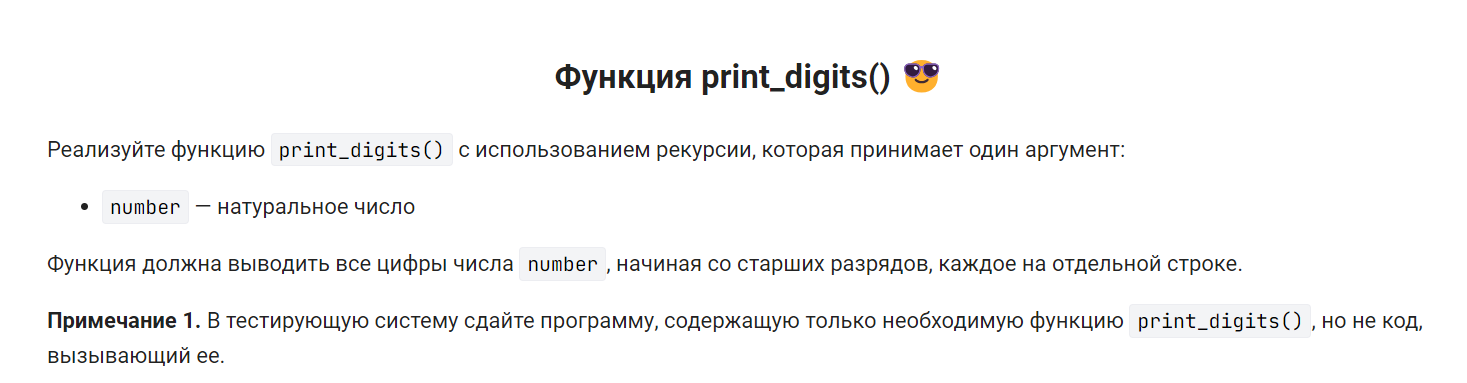 Функция print_digits() 😎
Реализуйте функцию print_digits() с использованием рекурсии, которая принимает один аргумент:
• number — натуральное число
Функция должна выводить все цифры числа number, начиная со старших разрядов, каждое на отдельной строке.
Примечание 1. В тестирующую систему сдайте программу, содержащую только необходимую функцию print_digits(), но не код,
вызывающий ее.